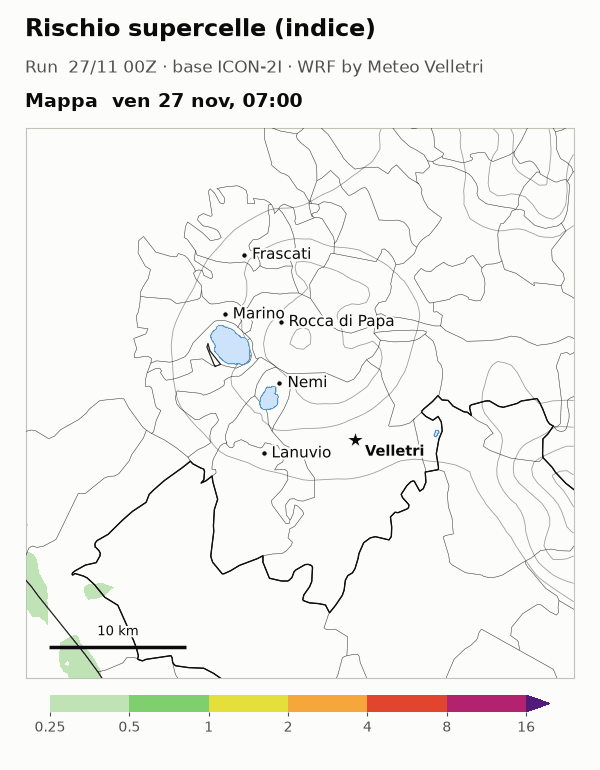 Rischio supercelle (indice)
Run  27/11 00Z · base ICON-2I · WRF by Meteo Velletri
Mappa  ven 27 nov, 07:00
Frascati
Marino
Rocca di Papa
Nemi
Velletri
Lanuvio
10 km
0.25 0.5 1 2 4 8 16